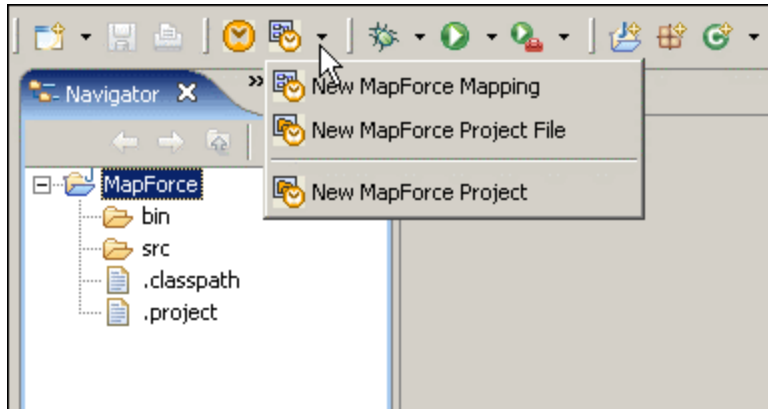 Navigator
»
New MapForce Mapping
New MapForce Project File
New MapForce Project
MapForce
bin
src
.classpath
.project